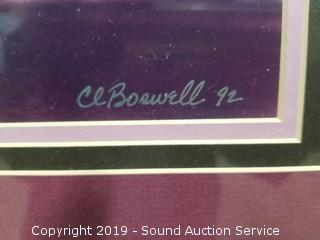 Cl Boswell 92
Copyright 2019 - Sound Auction Service